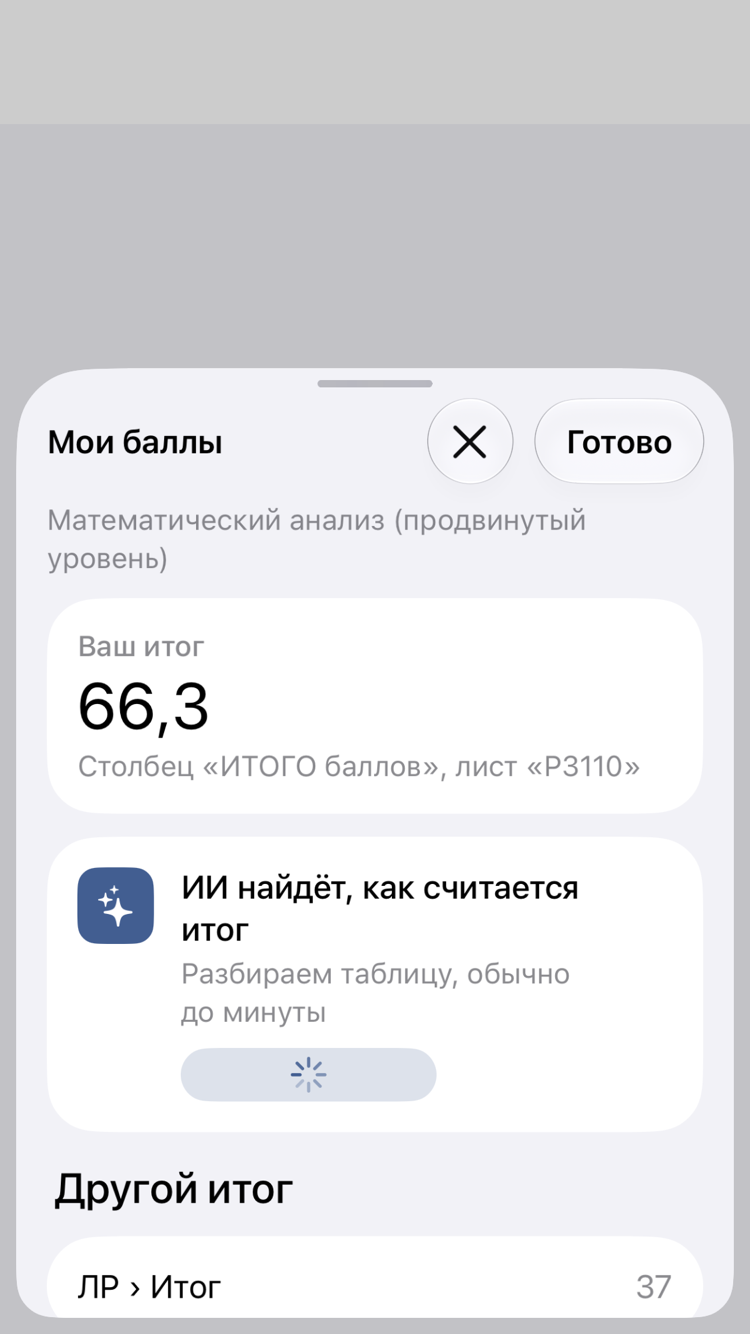 Мои баллы
Готово
Математический анализ (продвинутый
уровень)
Ваш итог
66,3
Столбец «ИТОГО баллов», лист «P3110»
ИИ найдёт, как считается
итог
Разбираем таблицу, обычно
до минуты
Другой итог
ЛР › Итог 37